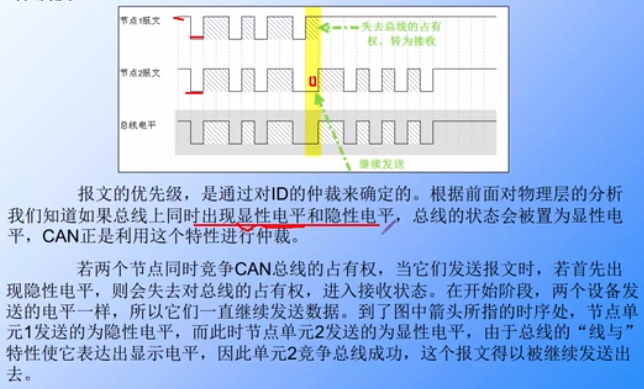 节点1报文
失去总线的占有
权，转为接收
节点2报文
0
总线电平
继续发送
报文的优先级，是通过对ID的仲裁来确定的。根据前面对物理层的分析
我们知道如果总线上同时出现显性电平和隐性电平，总线的状态会被置为显性电
平，CAN正是利用这个特性进行仲裁。
若两个节点同时竞争CAN总线的占有权，当它们发送报文时，若首先出
现隐性电平，则会失去对总线的占有权，进入接收状态。在开始阶段，两个设备发
送的电平一样，所以它们一直继续发送数据。到了图中箭头所指的时序处，节点单
元1发送的为隐性电平，而此时节点单元2发送的为显性电平，由于总线的“线与”
特性使它表达出显示电平，因此单元2竞争总线成功，这个报文得以被继续发送出
去。